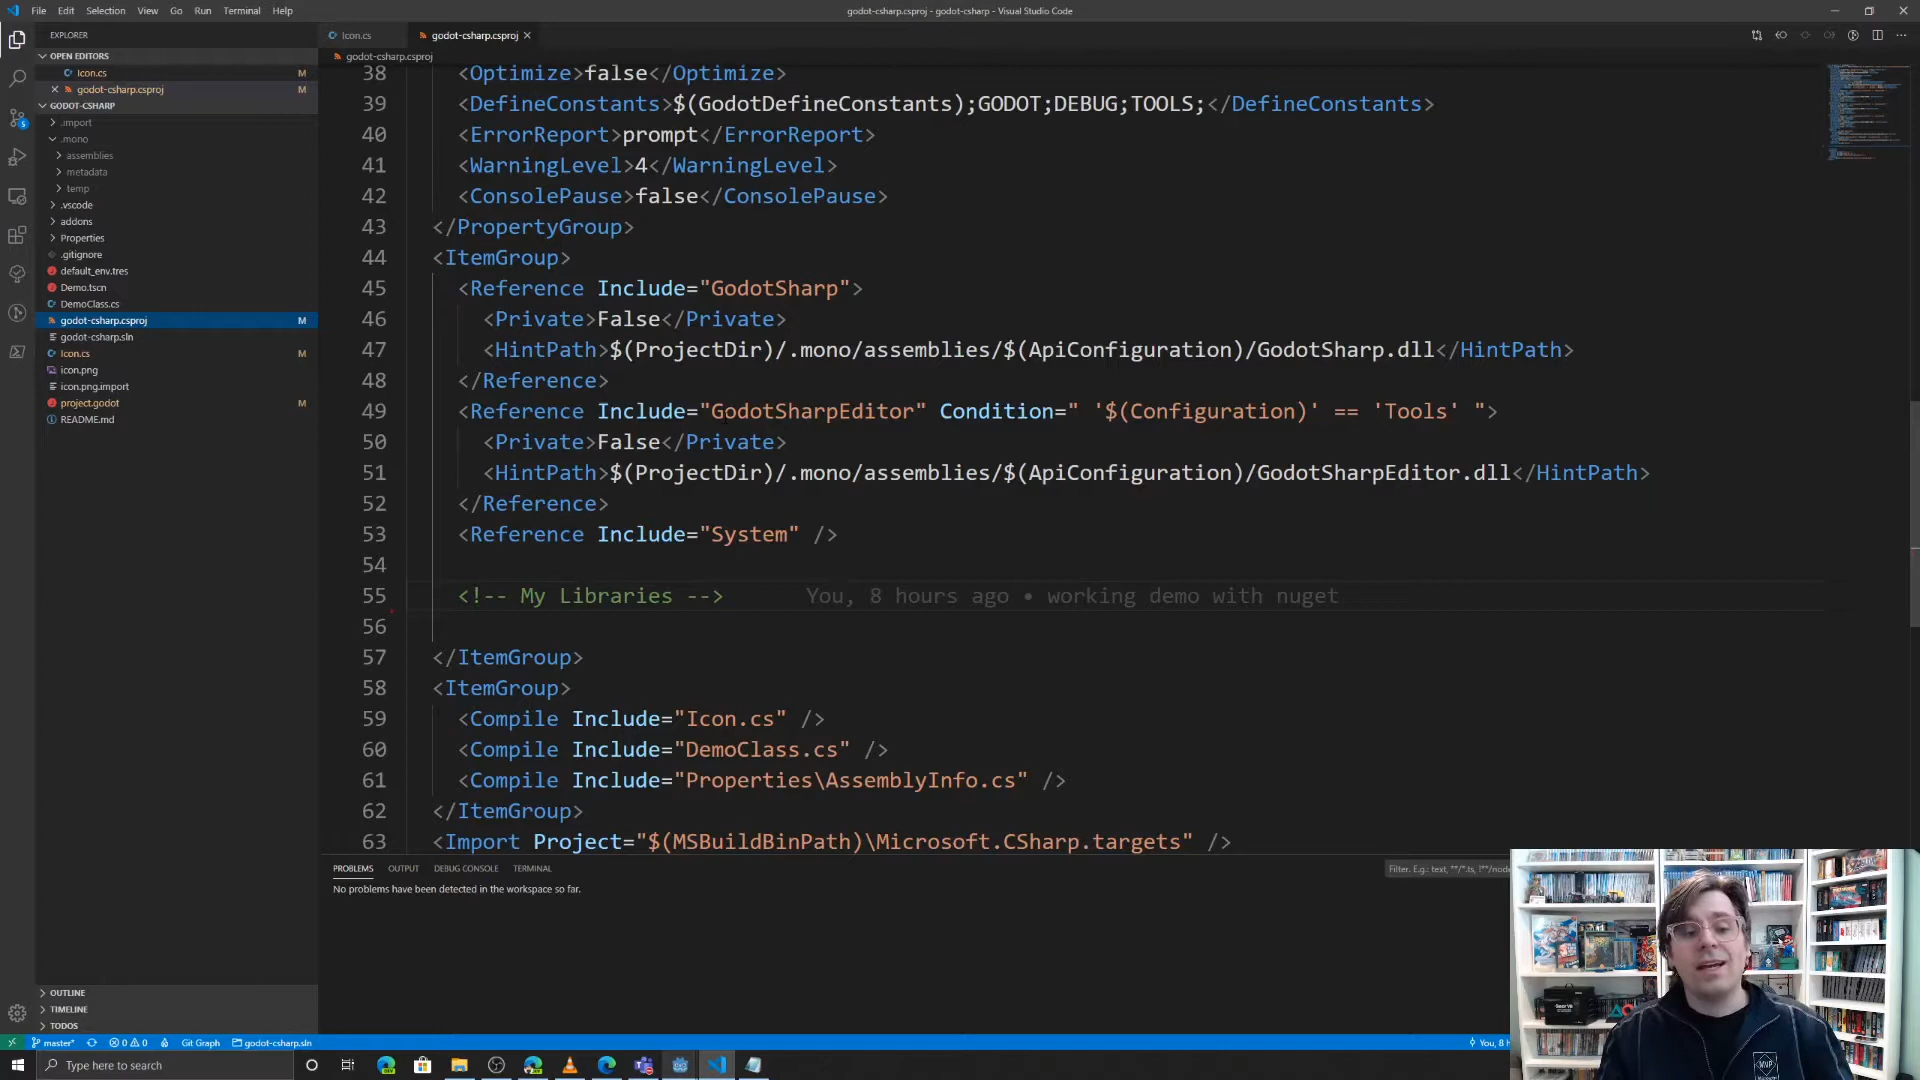 File Edit Selection View Go Run Terminal Help
godot-csharp.csproj - godot-csharp - Visual Studio Code
EXPLORER
OPEN EDITORS
Icon.cs M
godot-csharp.csproj M
GODOT-CSHARP
.import
.mono
assemblies
metadata
temp
.vscode
addons
Properties
.gitignore
default_env.tres
Demo.tscn
DemoClass.cs
godot-csharp.csproj M
godot-csharp.sln
Icon.cs M
icon.png
icon.png.import
project.godot M
README.md
OUTLINE
TIMELINE
TODOS
Icon.cs godot-csharp.csproj
godot-csharp.csproj
38 <Optimize>false</Optimize>
39 <DefineConstants>$(GodotDefineConstants);GODOT;DEBUG;TOOLS;</DefineConstants>
40 <ErrorReport>prompt</ErrorReport>
41 <WarningLevel>4</WarningLevel>
42 <ConsolePause>false</ConsolePause>
43 </PropertyGroup>
44 <ItemGroup>
45 <Reference Include="GodotSharp">
46 <Private>False</Private>
47 <HintPath>$(ProjectDir)/.mono/assemblies/$(ApiConfiguration)/GodotSharp.dll</HintPath>
48 </Reference>
49 <Reference Include="GodotSharpEditor" Condition=" '$(Configuration)' == 'Tools' ">
50 <Private>False</Private>
51 <HintPath>$(ProjectDir)/.mono/assemblies/$(ApiConfiguration)/GodotSharpEditor.dll</HintPath>
52 </Reference>
53 <Reference Include="System" />
54
55 <!-- My Libraries --> You, 8 hours ago • working demo with nuget
56
57 </ItemGroup>
58 <ItemGroup>
59 <Compile Include="Icon.cs" />
60 <Compile Include="DemoClass.cs" />
61 <Compile Include="Properties\AssemblyInfo.cs" />
62 </ItemGroup>
63 <Import Project="$(MSBuildBinPath)\Microsoft.CSharp.targets" />
PROBLEMS OUTPUT DEBUG CONSOLE TERMINAL
Filter. E.g.: text, **/*.ts, !**/node
No problems have been detected in the workspace so far.
master* 0 0 Git Graph godot-csharp.sln
You, 8 h
Type here to search
MVP